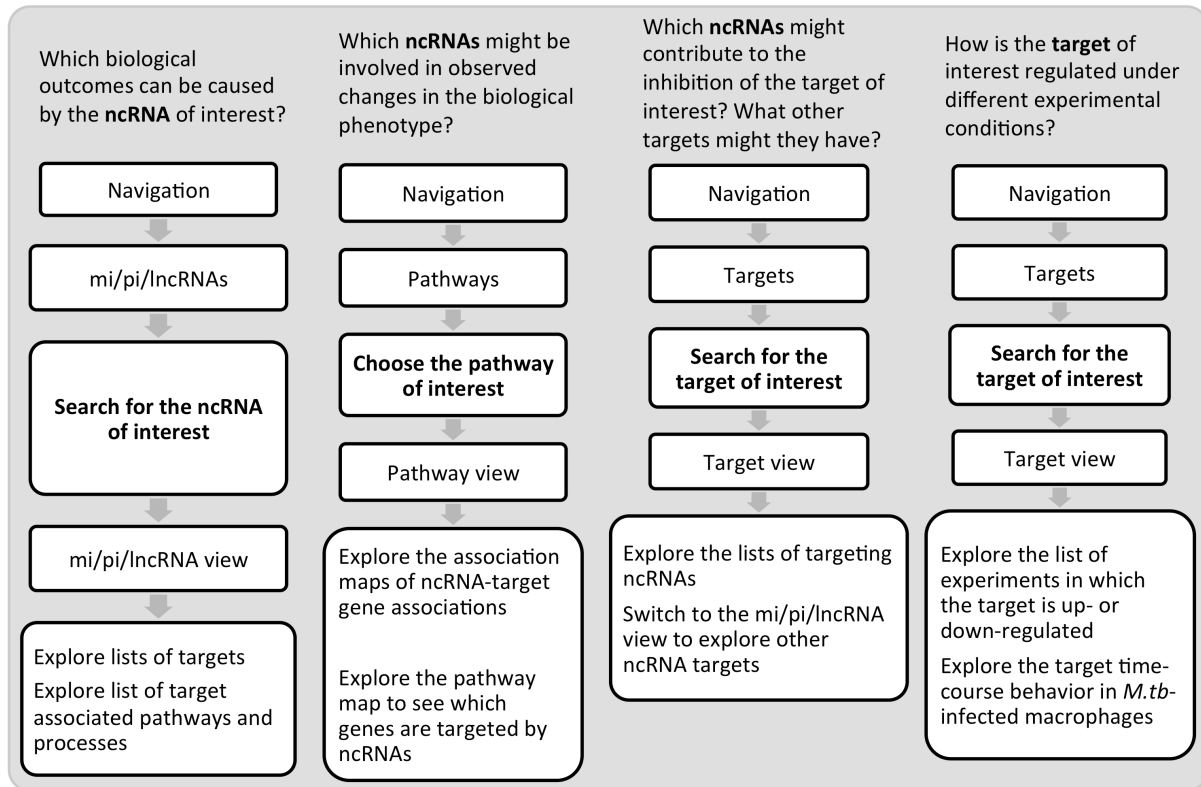 Which biological
outcomes can be caused
by the ncRNA of interest?
Navigation
mi/pi/lncRNAs
Search for the ncRNA
of interest
mi/pi/lncRNA view
Explore lists of targets
Explore list of target
associated pathways and
processes
Which ncRNAs might be
involved in observed
changes in the biological
phenotype?
Navigation
Pathways
Choose the pathway
of interest
Pathway view
Explore the association
maps of ncRNA-target
gene associations
Explore the pathway
map to see which
genes are targeted by
ncRNAs
Which ncRNAs might
contribute to the
inhibition of the target of
interest? What other
targets might they have?
Navigation
Targets
Search for the
target of interest
Target view
Explore the lists of targeting
ncRNAs
Switch to the mi/pi/lncRNA
view to explore other
ncRNA targets
How is the target of
interest regulated under
different experimental
conditions?
Navigation
Targets
Search for the
target of interest
Target view
Explore the list of
experiments in which
the target is up- or
down-regulated
Explore the target time-
course behavior in M.tb-
infected macrophages